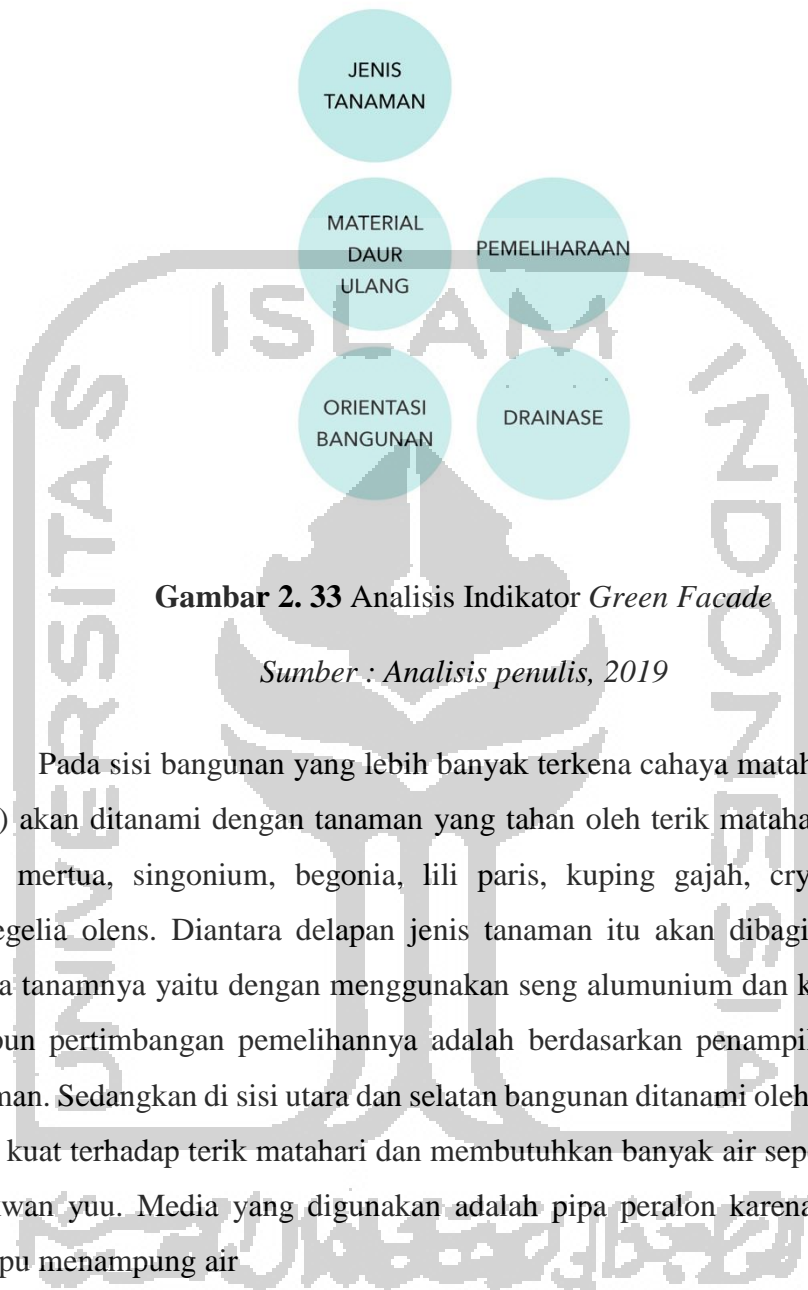 JENIS
TANAMAN
MATERIAL
DAUR
ULANG
PEMELIHARAAN
ORIENTASI
BANGUNAN
DRAINASE
Gambar 2. 33 Analisis Indikator Green Facade
Sumber : Analisis penulis, 2019
Pada sisi bangunan yang lebih banyak terkena cahaya matah
) akan ditanami dengan tanaman yang tahan oleh terik mataha
mertua, singonium, begonia, lili paris, kuping gajah, cry
egelia olens. Diantara delapan jenis tanaman itu akan dibagi
a tanamnya yaitu dengan menggunakan seng alumunium dan k
pun pertimbangan pemelihannya adalah berdasarkan penampil
man. Sedangkan di sisi utara dan selatan bangunan ditanami oleh
kuat terhadap terik matahari dan membutuhkan banyak air sep
wan yuu. Media yang digunakan adalah pipa peralon karena
pu menampung air
UNIVERSITAS
ISLAM
INDONESIA